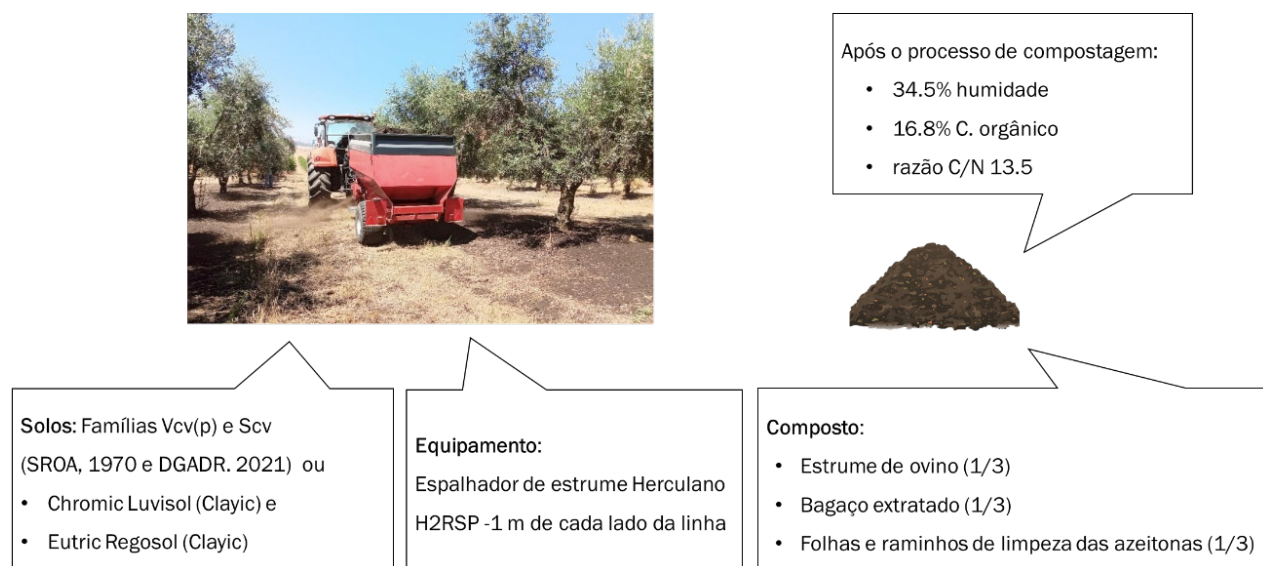 Após o processo de compostagem:
• 34.5% humidade
• 16.8% C. orgânico
• razão C/N 13.5
Solos: Famílias Vcv(p) e Scv
(SROA, 1970 e DGADR. 2021) ou
• Chromic Luvisol (Clayic) e
• Eutric Regosol (Clayic)
Equipamento:
Espalhador de estrume Herculano
H2RSP -1 m de cada lado da linha
Composto:
• Estrume de ovino (1/3)
• Bagaço extratado (1/3)
• Folhas e raminhos de limpeza das azeitonas (1/3)